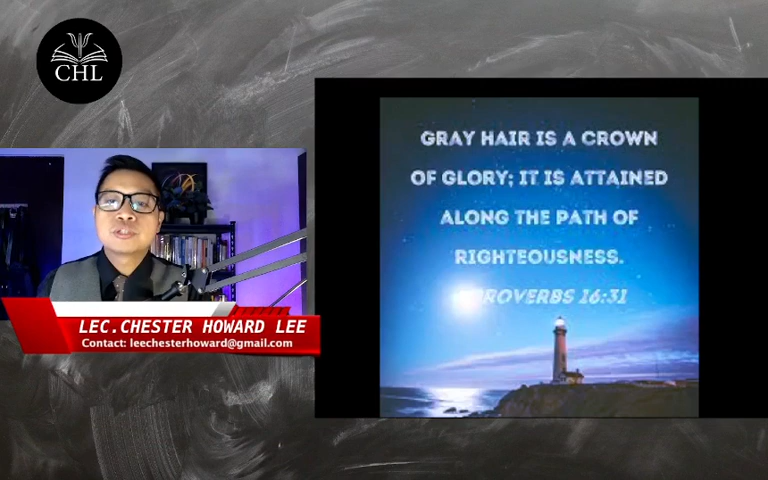 CHL
GRAY HAIR IS A CROWN
OF GLORY; IT IS ATTAINED
ALONG THE PATH OF
RIGHTEOUSNESS.
PROVERBS 16:31
LEC.CHESTER HOWARD LEE
Contact: leechesterhoward@gmail.com